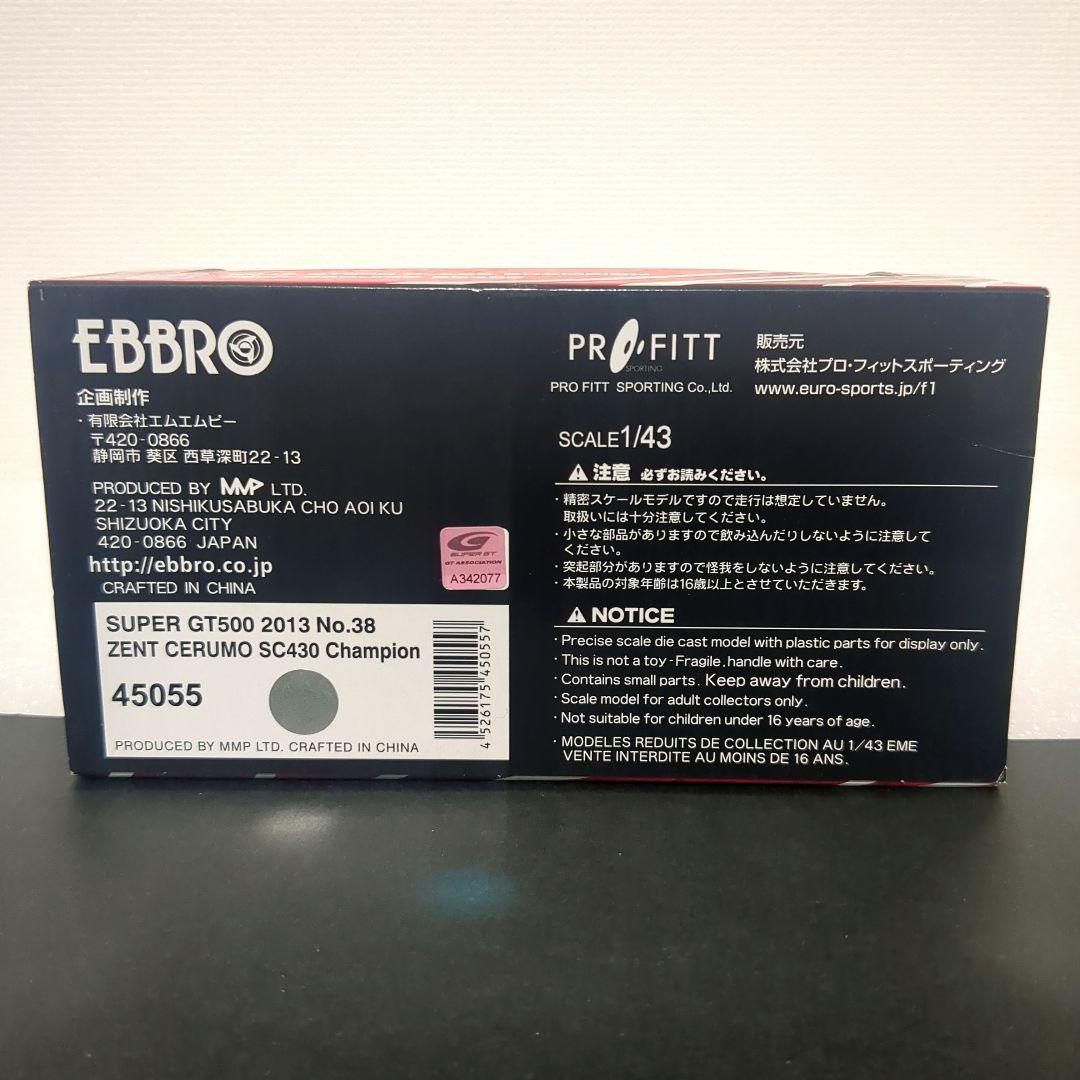 EBBRO
企画制作
・有限会社エムエムピー
〒420-0866
静岡市 葵区 西草深町22-13
PRODUCED BY MMP LTD.
22-13 NISHIKUSABUKA CHO AOI KU
SHIZUOKA CITY
420-0866 JAPAN
http://ebbro.co.jp
CRAFTED IN CHINA
G
SUPER GT
GT-ASSOCIATION
A342077
SUPER GT500 2013 No.38
ZENT CERUMO SC430 Champion
45055
PRODUCED BY MMP LTD. CRAFTED IN CHINA
4 526175 450557
PRO FITT
SPORTING
PRO FITT SPORTING Co.,Ltd.
販売元
株式会社プロ・フィットスポーティング
www.euro-sports.jp/f1
SCALE1/43
注意 必ずお読みください。
・精密スケールモデルですので走行は想定していません。
取扱いには十分注意してください。
・小さな部品がありますので飲み込んだりしないように注意して
ください。
・突起部分がありますので怪我をしないように注意してください。
・本製品の対象年齢は16歳以上とさせていただきます。
NOTICE
・Precise scale die cast model with plastic parts for display only.
・This is not a toy-Fragile, handle with care.
・Contains small parts. Keep away from children.
・Scale model for adult collectors only.
・Not suitable for children under 16 years of age.
・MODELES REDUITS DE COLLECTION AU 1/43 EME
VENTE INTERDITE AU MOINS DE 16 ANS.